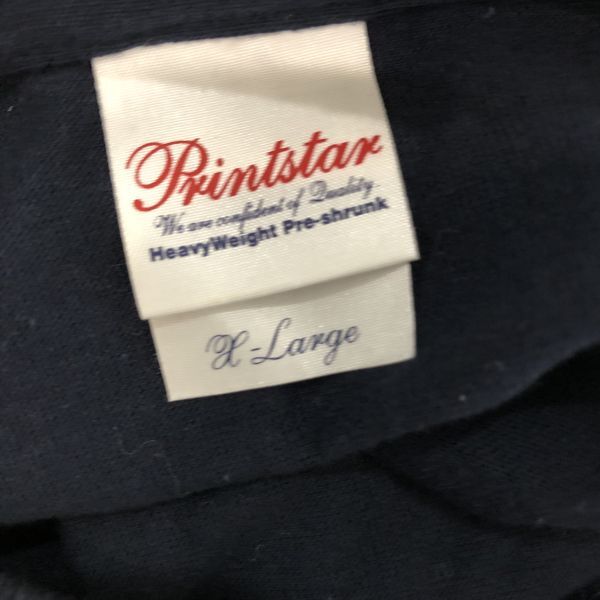 Printstar
We are confident of Quality.
HeavyWeight Pre-shrunk
X-Large